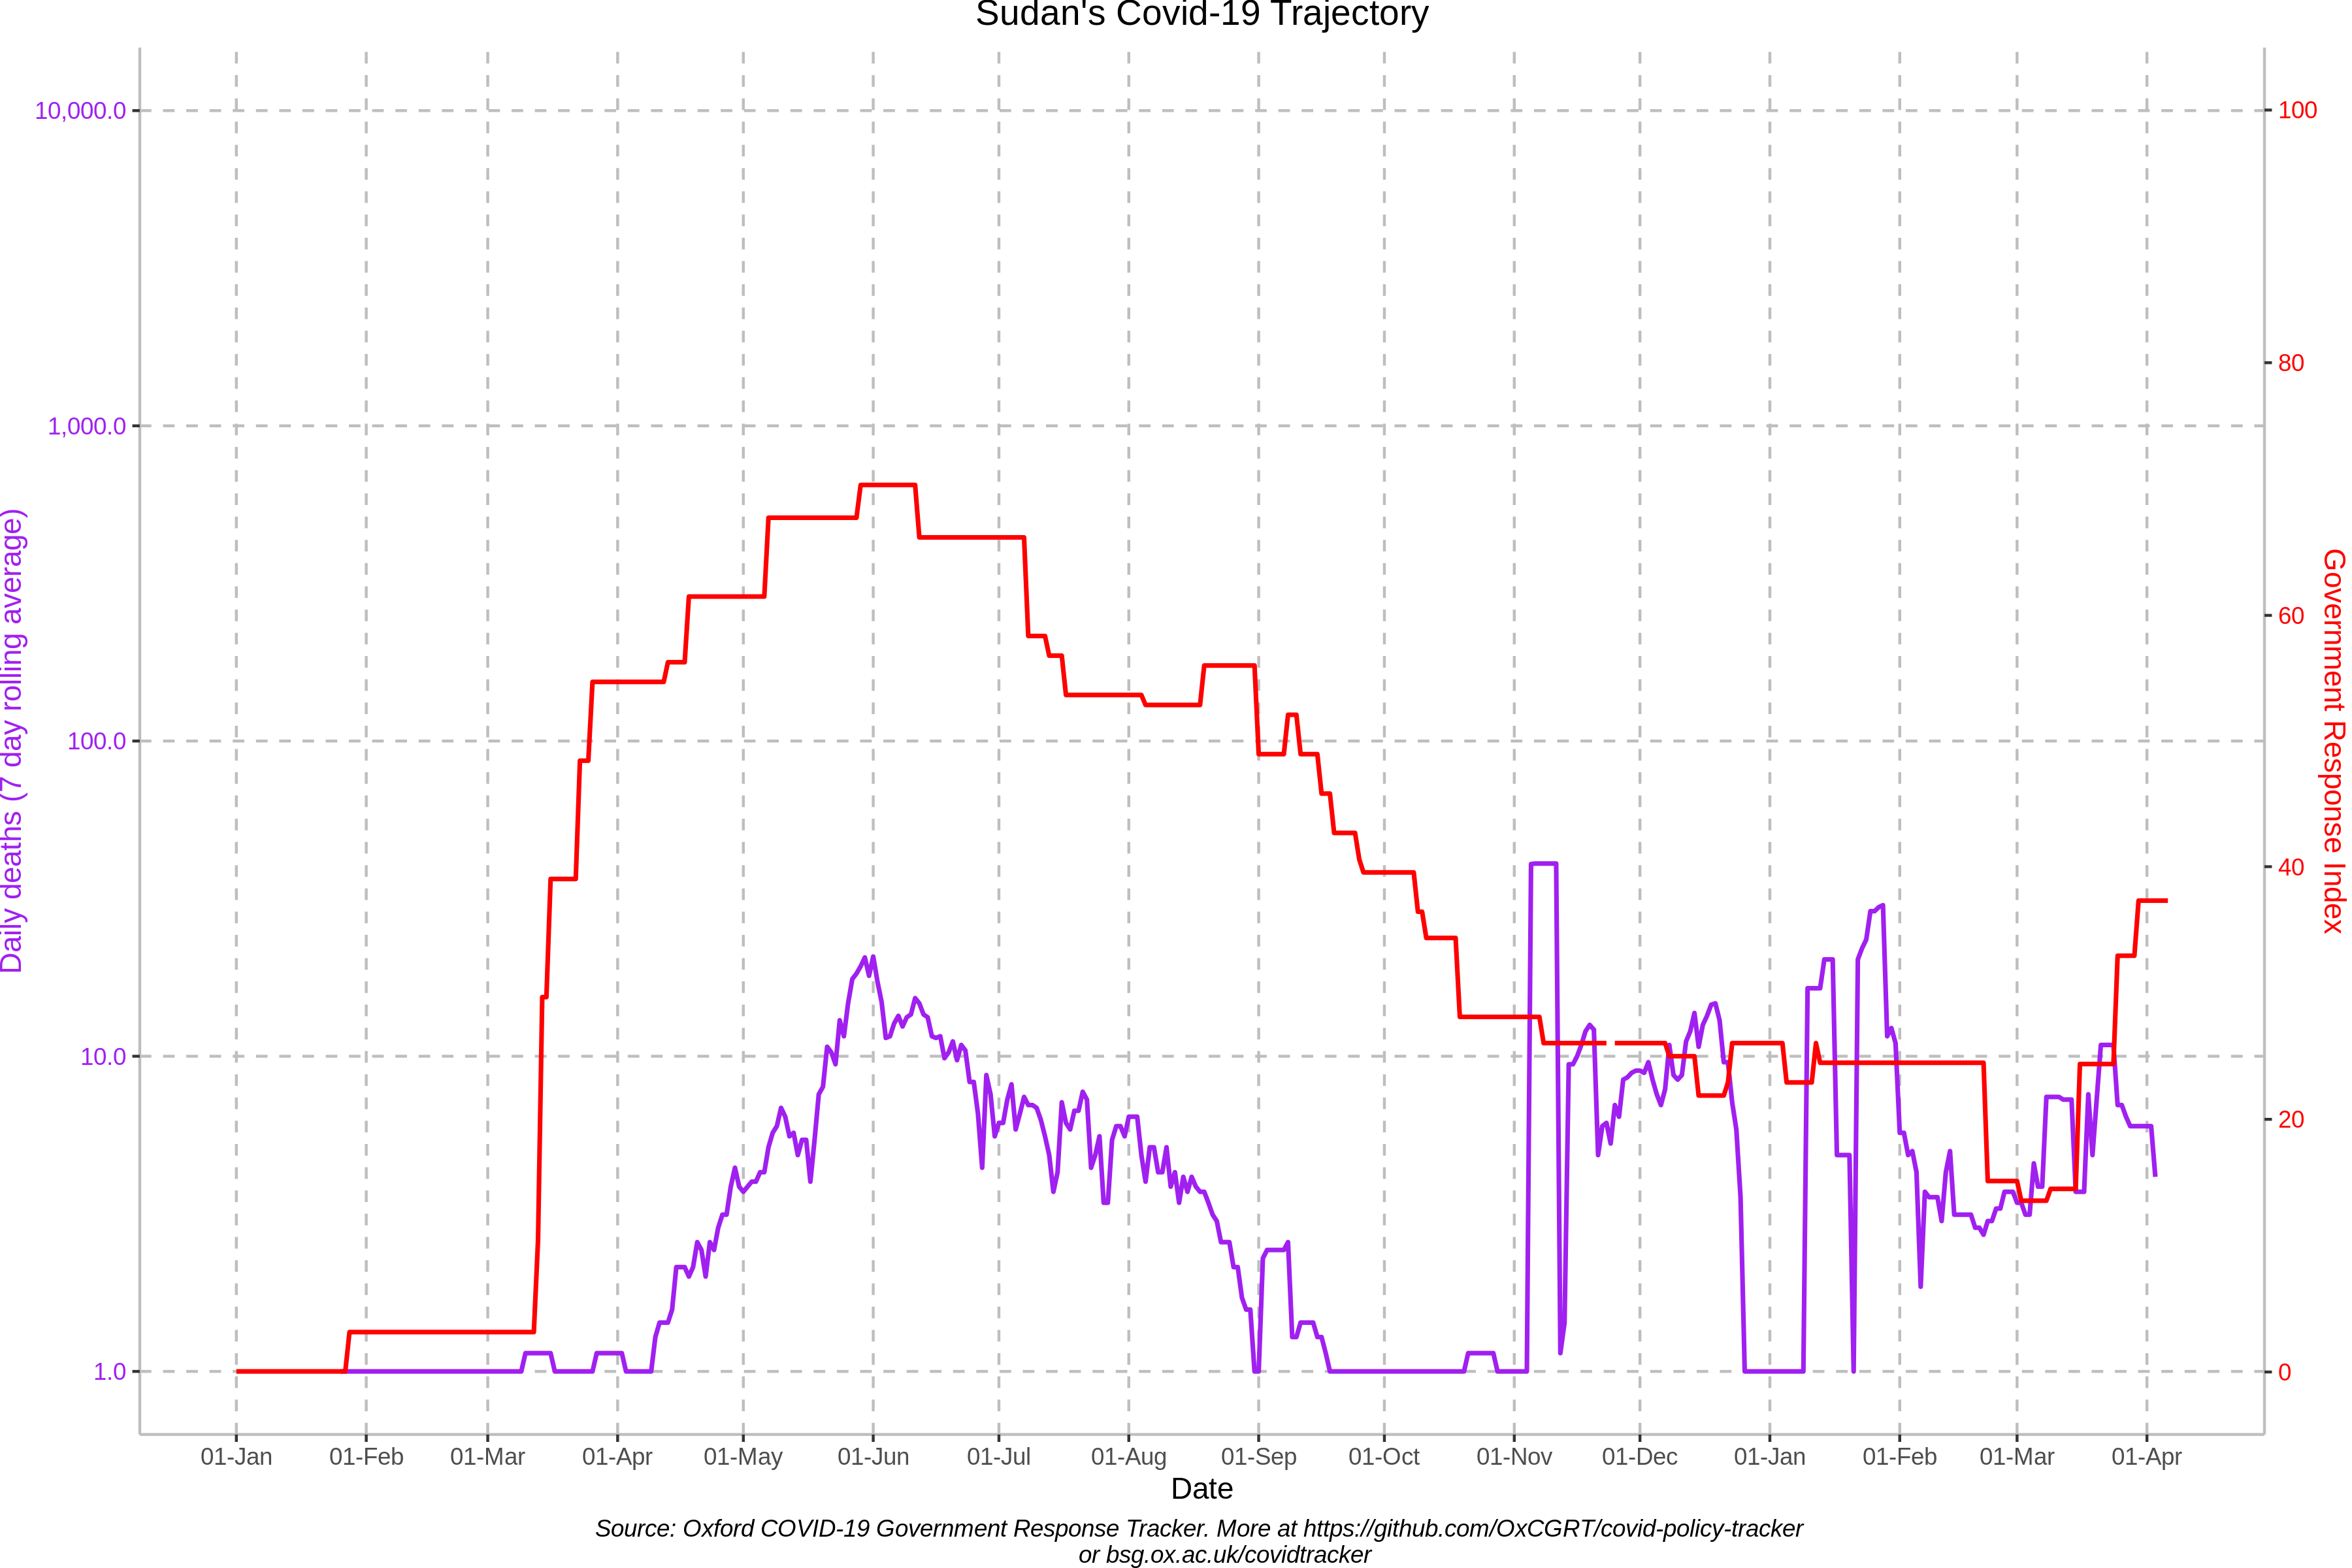 Sudan's Covid-19 Trajectory
10,000.0
1,000.0
100.0
10.0
1.0
Daily deaths (7 day rolling average)
100
80
60
40
20
0
Government Response Index
01-Jan 01-Feb 01-Mar 01-Apr 01-May 01-Jun 01-Jul 01-Aug 01-Sep 01-Oct 01-Nov 01-Dec 01-Jan 01-Feb 01-Mar 01-Apr
Date
Source: Oxford COVID-19 Government Response Tracker. More at https://github.com/OxCGRT/covid-policy-tracker
or bsg.ox.ac.uk/covidtracker